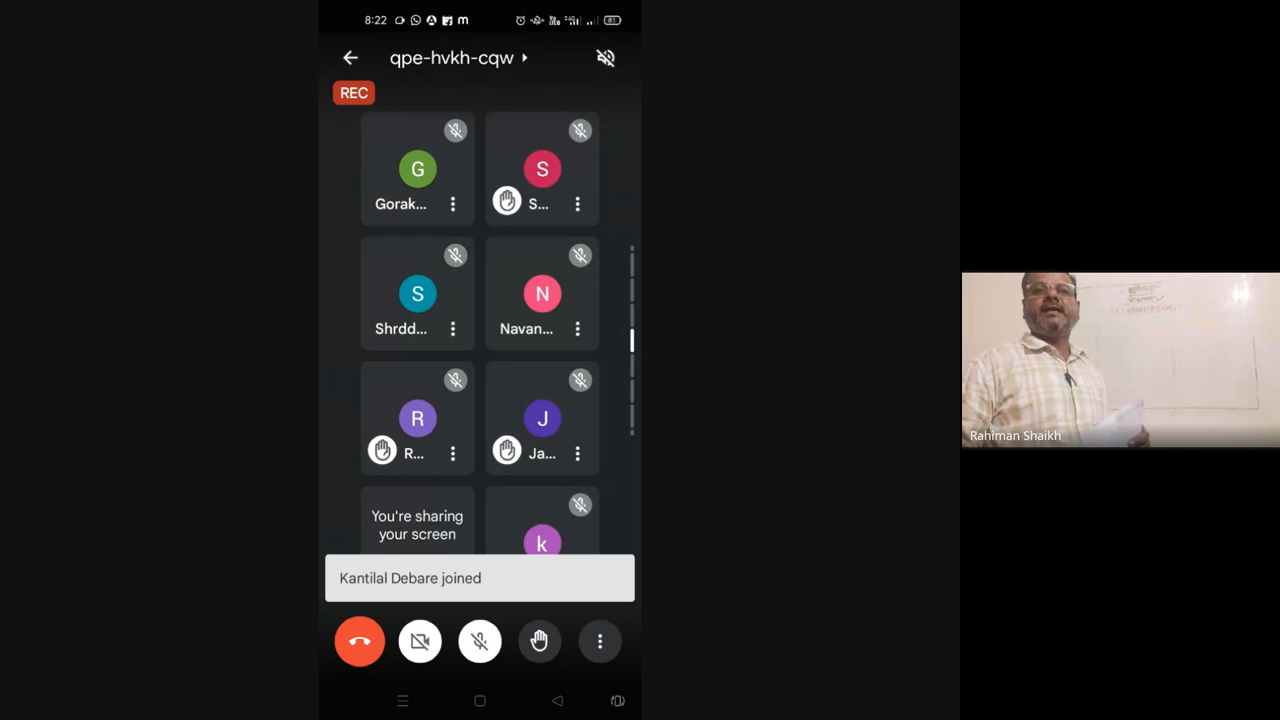 8:22
81
qpe-hvkh-cqw
REC
G
S
Gorak...
S...
S
N
Shrdd...
Navan...
R
J
R...
Ja...
You're sharing
your screen
k
Kantilal Debare joined
Rahiman Shaikh